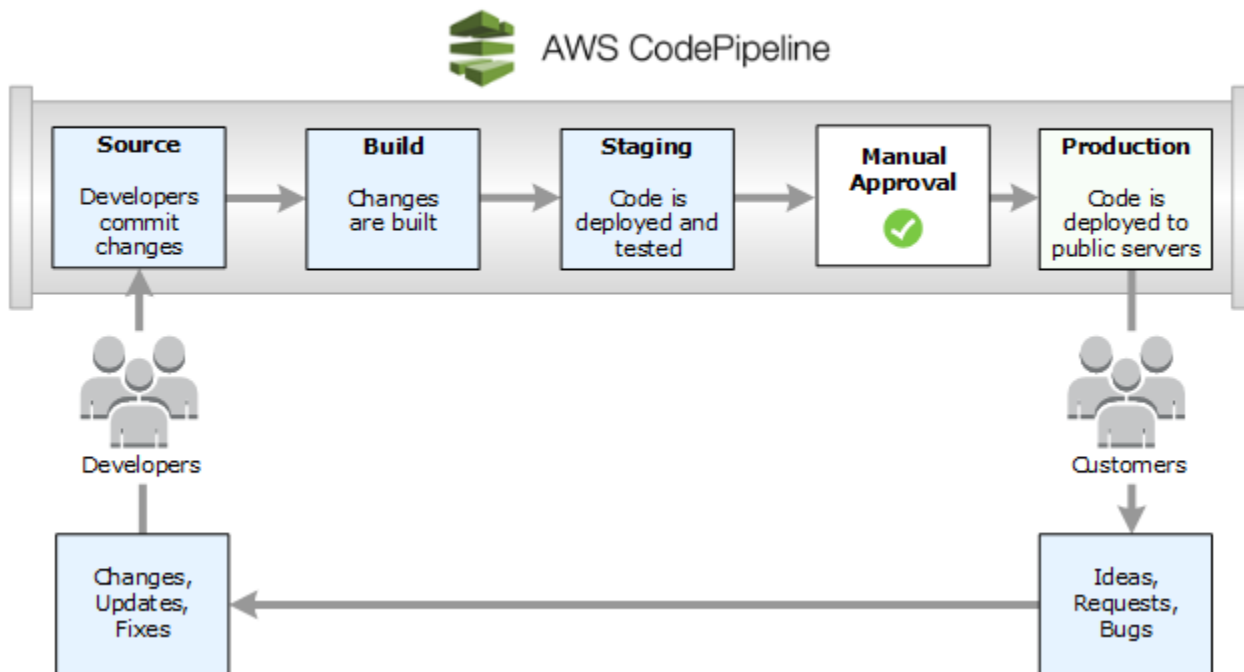 AWS CodePipeline
Source
Developers
commit
changes
Build
Changes
are built
Staging
Code is
deployed and
tested
Manual
Approval
Production
Code is
deployed to
public servers
Developers
Customers
Changes,
Updates,
Fixes
Ideas,
Requests,
Bugs